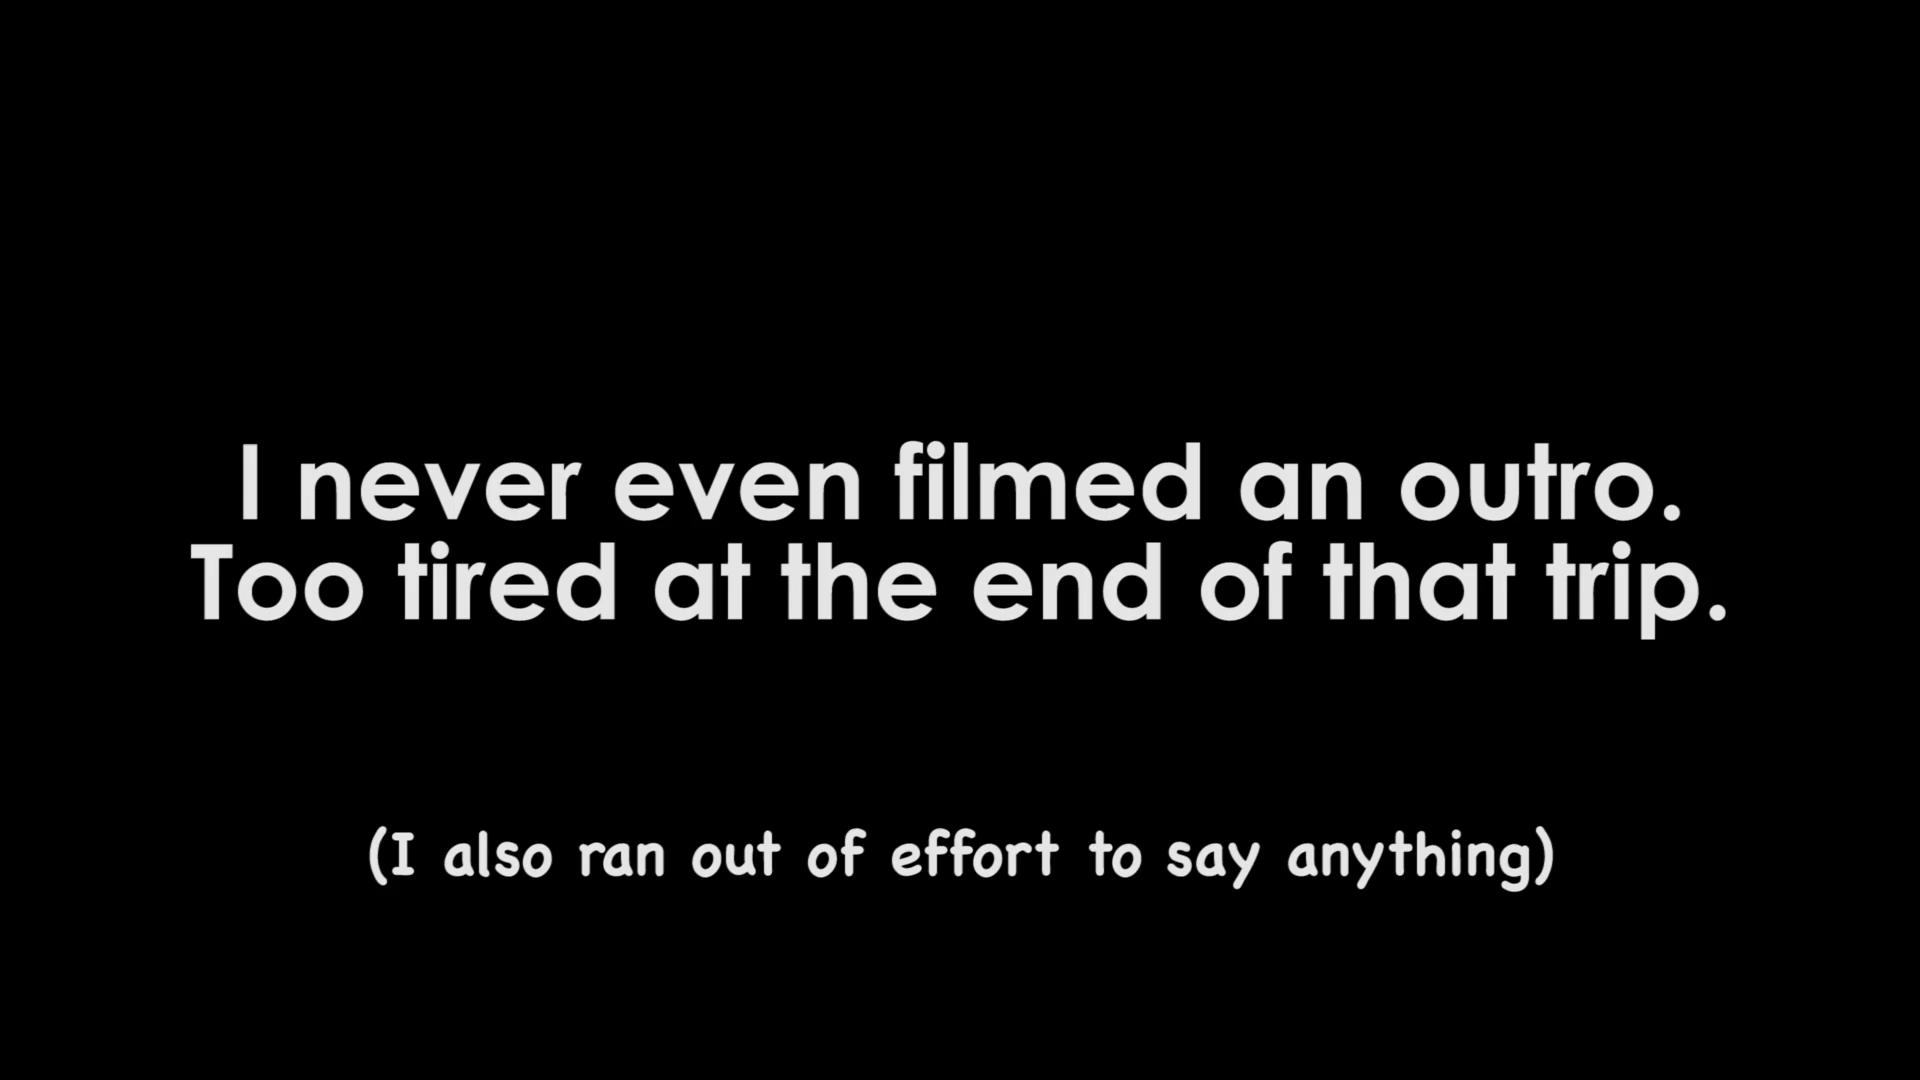 I never even filmed an outro.
Too tired at the end of that trip.
(I also ran out of effort to say anything)